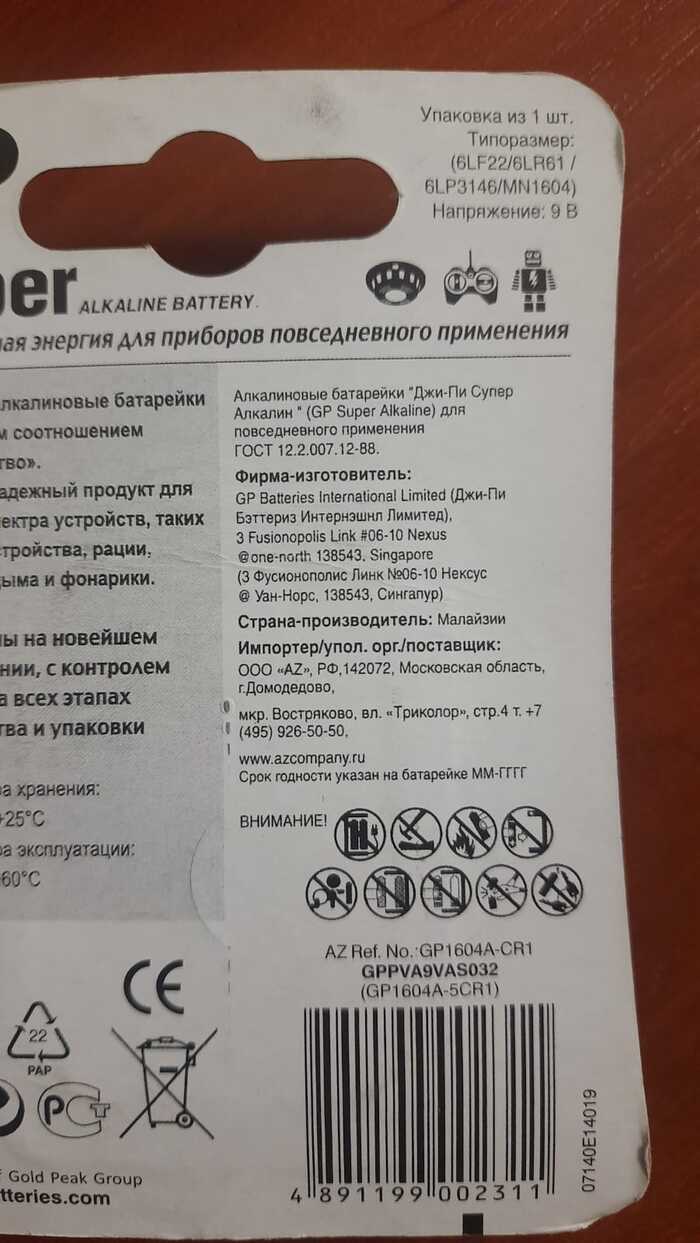 Упаковка из 1 шт.
Типоразмер:
(6LF22/6LR61 /
6LP3146/MN1604)
Напряжение: 9 В
per ALKALINE BATTERY.
ная энергия для приборов повседневного применения
лкалиновые батарейки
м соотношением
тво».
адежный продукт для
ектра устройств, таких
стройства, рации,
ыма и фонарики.
ны на новейшем
нии, с контролем
а всех этапах
тва и упаковки
ра хранения:
+25°C
ра эксплуатации:
60°C
Алкалиновые батарейки "Джи-Пи Супер
Алкалин " (GP Super Alkaline) для
повседневного применения
ГОСТ 12.2.007.12-88.
Фирма-изготовитель:
GP Batteries International Limited (Джи-Пи
Бэттериз Интернэшнл Лимитед),
3 Fusionopolis Link #06-10 Nexus
@one-north 138543, Singapore
(3 Фусионополис Линк №06-10 Нексус
@ Уан-Норс, 138543, Сингапур)
Страна-производитель: Малайзии
Импортер/упол. орг./поставщик:
ООО «AZ», РФ,142072, Московская область,
г.Домодедово,
мкр. Востряково, вл. «Триколор», стр.4 т. +7
(495) 926-50-50,
www.azcompany.ru
Срок годности указан на батарейке ММ-ГГГГ
ВНИМАНИЕ!
AZ Ref. No.:GP1604A-CR1
GPPVA9VAS032
(GP1604A-5CR1)
CE
22
PAP
РСТ
f Gold Peak Group
tteries.com
4 891199 002311
07140E14019